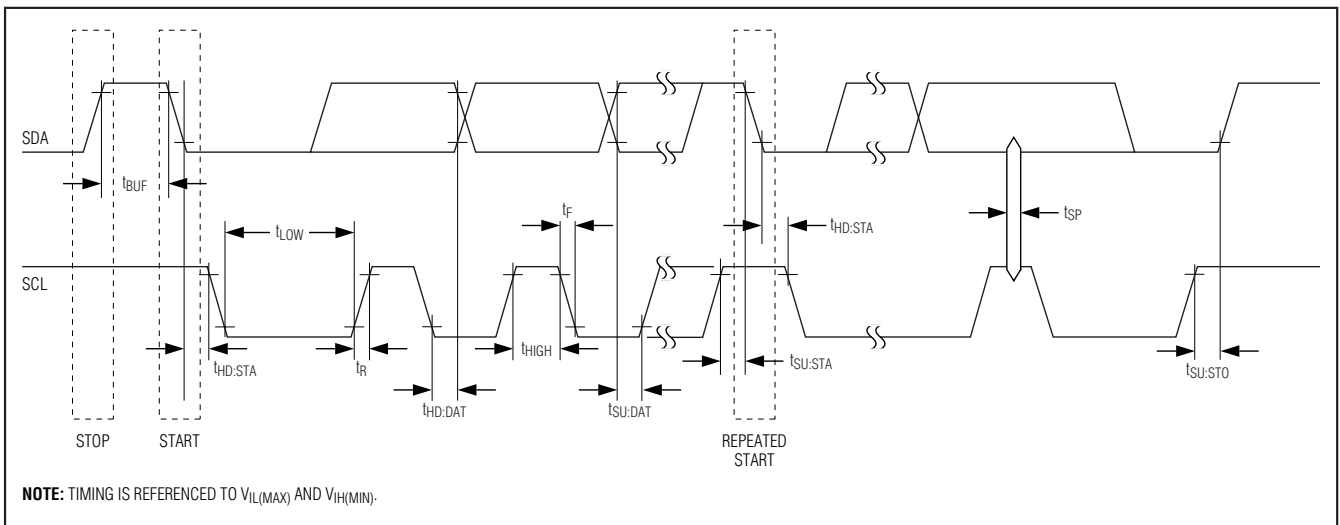 SDA
tBUF
tLOW
tF
tHD:STA
tSP
SCL
tHD:STA
tR
tHIGH
tSU:STA
tSU:STO
tHD:DAT
tSU:DAT
STOP
START
REPEATED
START
NOTE: TIMING IS REFERENCED TO VIL(MAX) AND VIH(MIN).